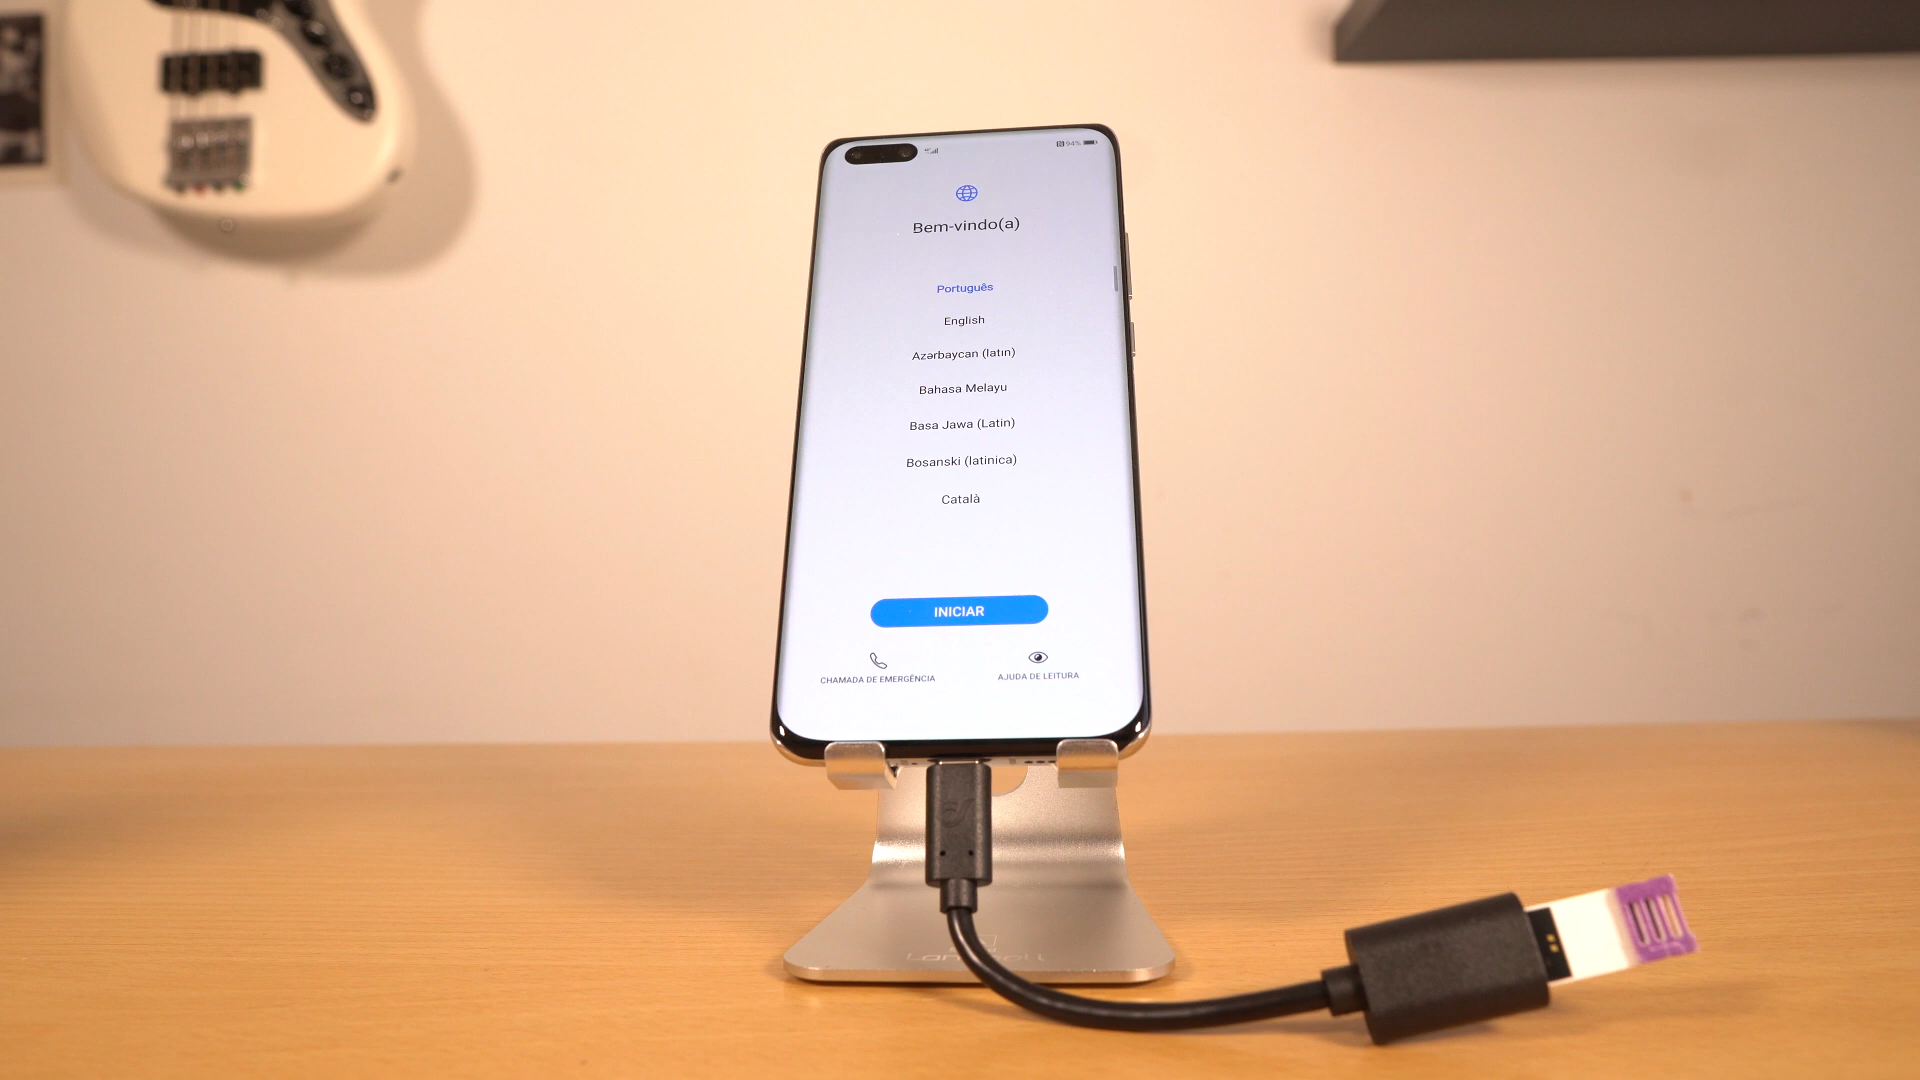 94%
Bem-vindo(a)
Português
English
Azərbaycan (latın)
Bahasa Melayu
Basa Jawa (Latin)
Bosanski (latinica)
Català
INICIAR
CHAMADA DE EMERGÊNCIA
AJUDA DE LEITURA